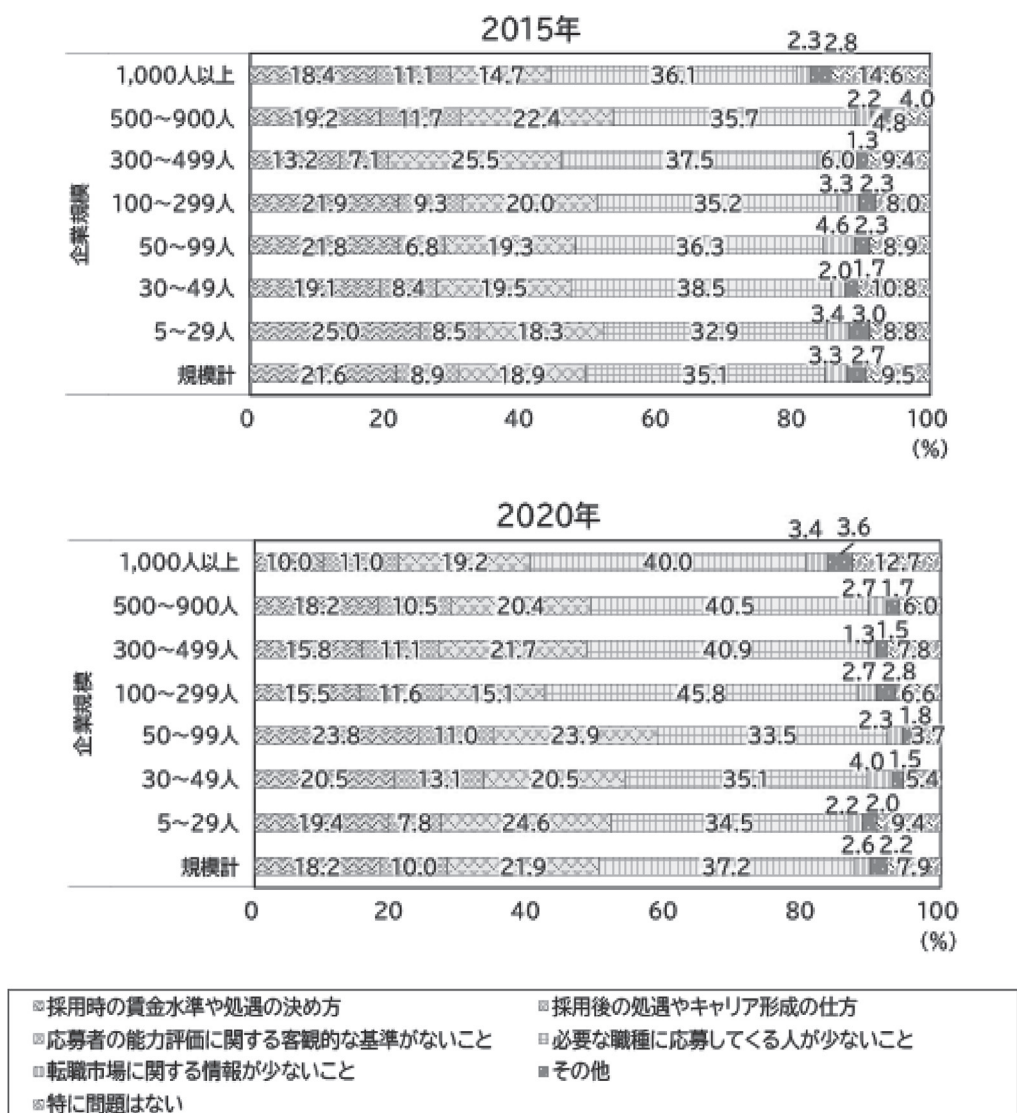 2015年
2.3 2.8
1,000人以上 18.4 11.1 14.7 36.1 14.6
2.2 4.0
500~900人 19.2 11.7 22.4 35.7 4.8
1.3
300~499人 13.2 7.1 25.5 37.5 6.0 9.4
3.3 2.3
100~299人 21.9 9.3 20.0 35.2 8.0
4.6 2.3
50~99人 21.8 6.8 19.3 36.3 8.9
2.0 1.7
30~49人 19.1 8.4 19.5 38.5 10.8
3.4 3.0
5~29人 25.0 8.5 18.3 32.9 8.8
3.3 2.7
規模計 21.6 8.9 18.9 35.1 9.5
企業規模
0 20 40 60 80 100
(%)
2020年
3.4 3.6
1,000人以上 10.0 11.0 19.2 40.0 12.7
2.7 1.7
500~900人 18.2 10.5 20.4 40.5 6.0
1.3 1.5
300~499人 15.8 11.1 21.7 40.9 7.8
2.7 2.8
100~299人 15.5 11.6 15.1 45.8 6.6
2.3 1.8
50~99人 23.8 11.0 23.9 33.5 3.7
4.0 1.5
30~49人 20.5 13.1 20.5 35.1 5.4
2.2 2.0
5~29人 19.4 7.8 24.6 34.5 9.4
2.6 2.2
規模計 18.2 10.0 21.9 37.2 7.9
企業規模
0 20 40 60 80 100
(%)
採用時の賃金水準や処遇の決め方 採用後の処遇やキャリア形成の仕方
応募者の能力評価に関する客観的な基準がないこと 必要な職種に応募してくる人が少ないこと
転職市場に関する情報が少ないこと その他
特に問題はない